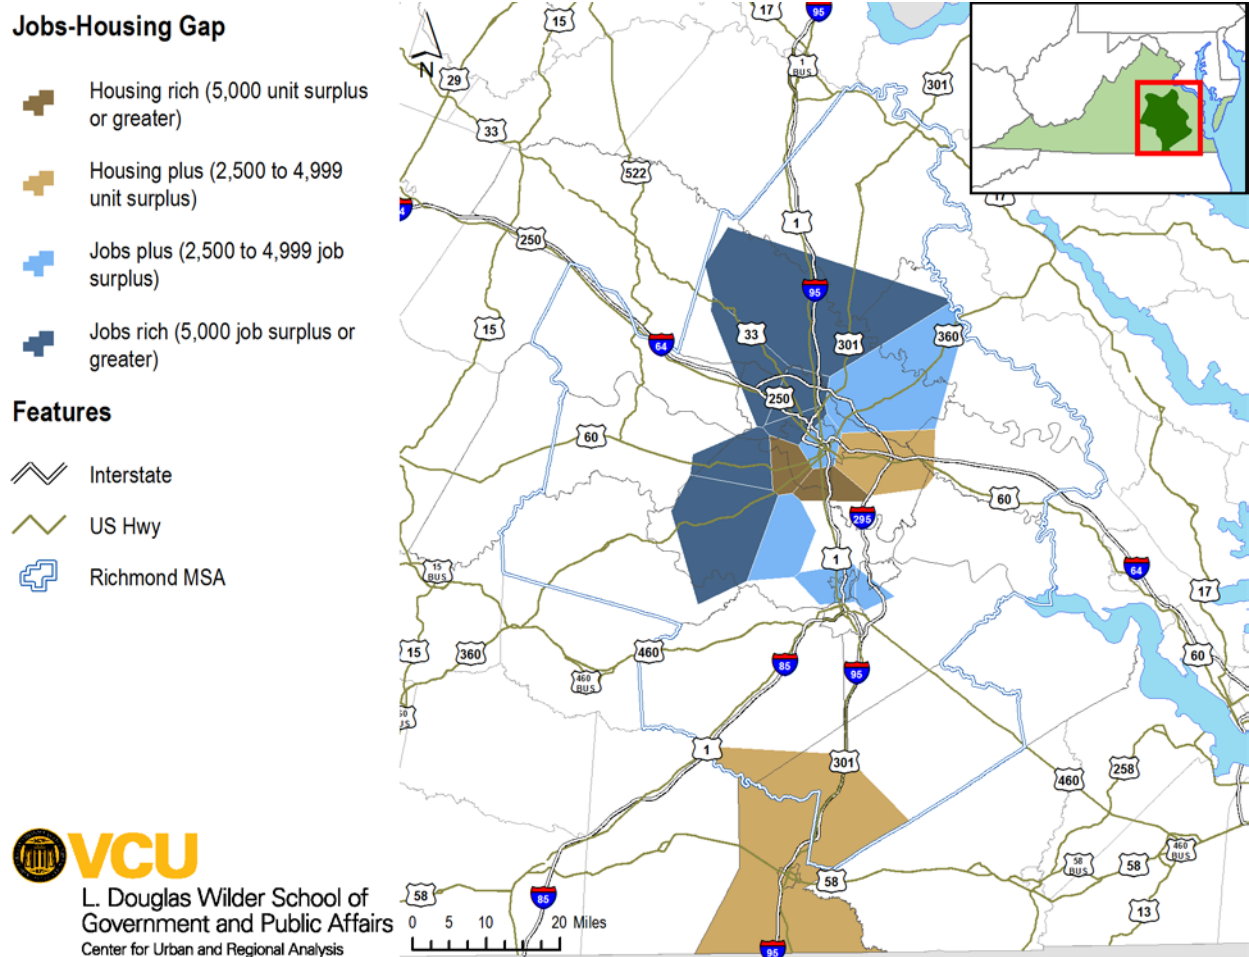 Jobs-Housing Gap
Housing rich (5,000 unit surplus
or greater)
Housing plus (2,500 to 4,999
unit surplus)
Jobs plus (2,500 to 4,999 job
surplus)
Jobs rich (5,000 job surplus or
greater)
Features
Interstate
US Hwy
Richmond MSA
VCU
L. Douglas Wilder School of
Government and Public Affairs
Center for Urban and Regional Analysis
N
15
17
95
1
BUS
29
301
33
522
17
250
1
95
15
64
33
301
360
250
60
60
295
1
64
15
BUS
17
15
360
460
460
BUS
85
95
60
1
301
460
258
58
85
58
58
BUS
58
460
BUS
13
95
0 5 10 20 Miles